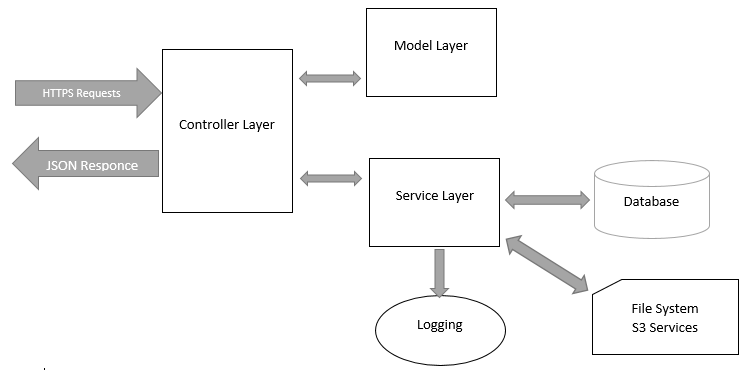 Model Layer
HTTPS Requests
Controller Layer
JSON Responce
Service Layer
Database
File System
S3 Services
Logging